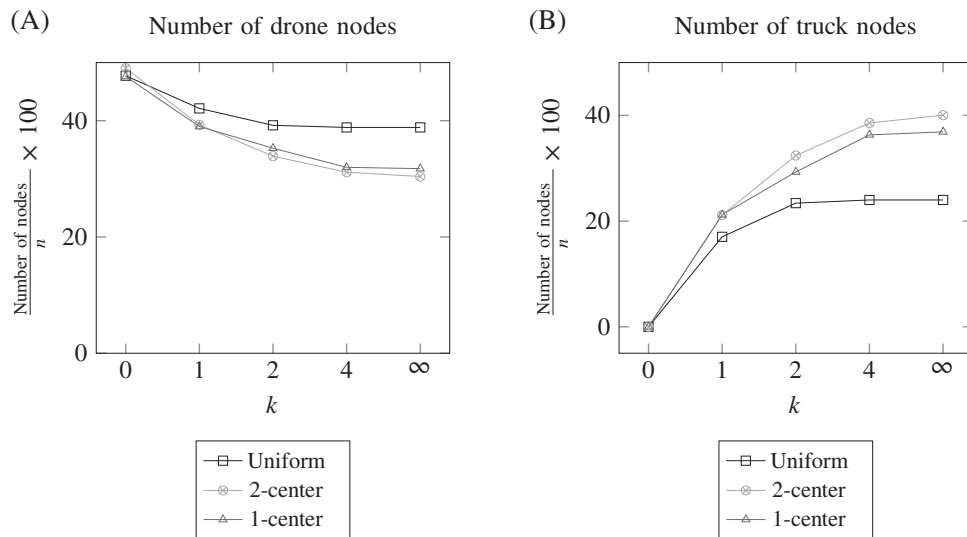 (A)
Number of drone nodes
Number of nodes
n
× 100
40
20
0
0 1 2 4 ∞
k
Uniform
2-center
1-center
(B)
Number of truck nodes
Number of nodes
n
× 100
40
20
0
0 1 2 4 ∞
k
Uniform
2-center
1-center